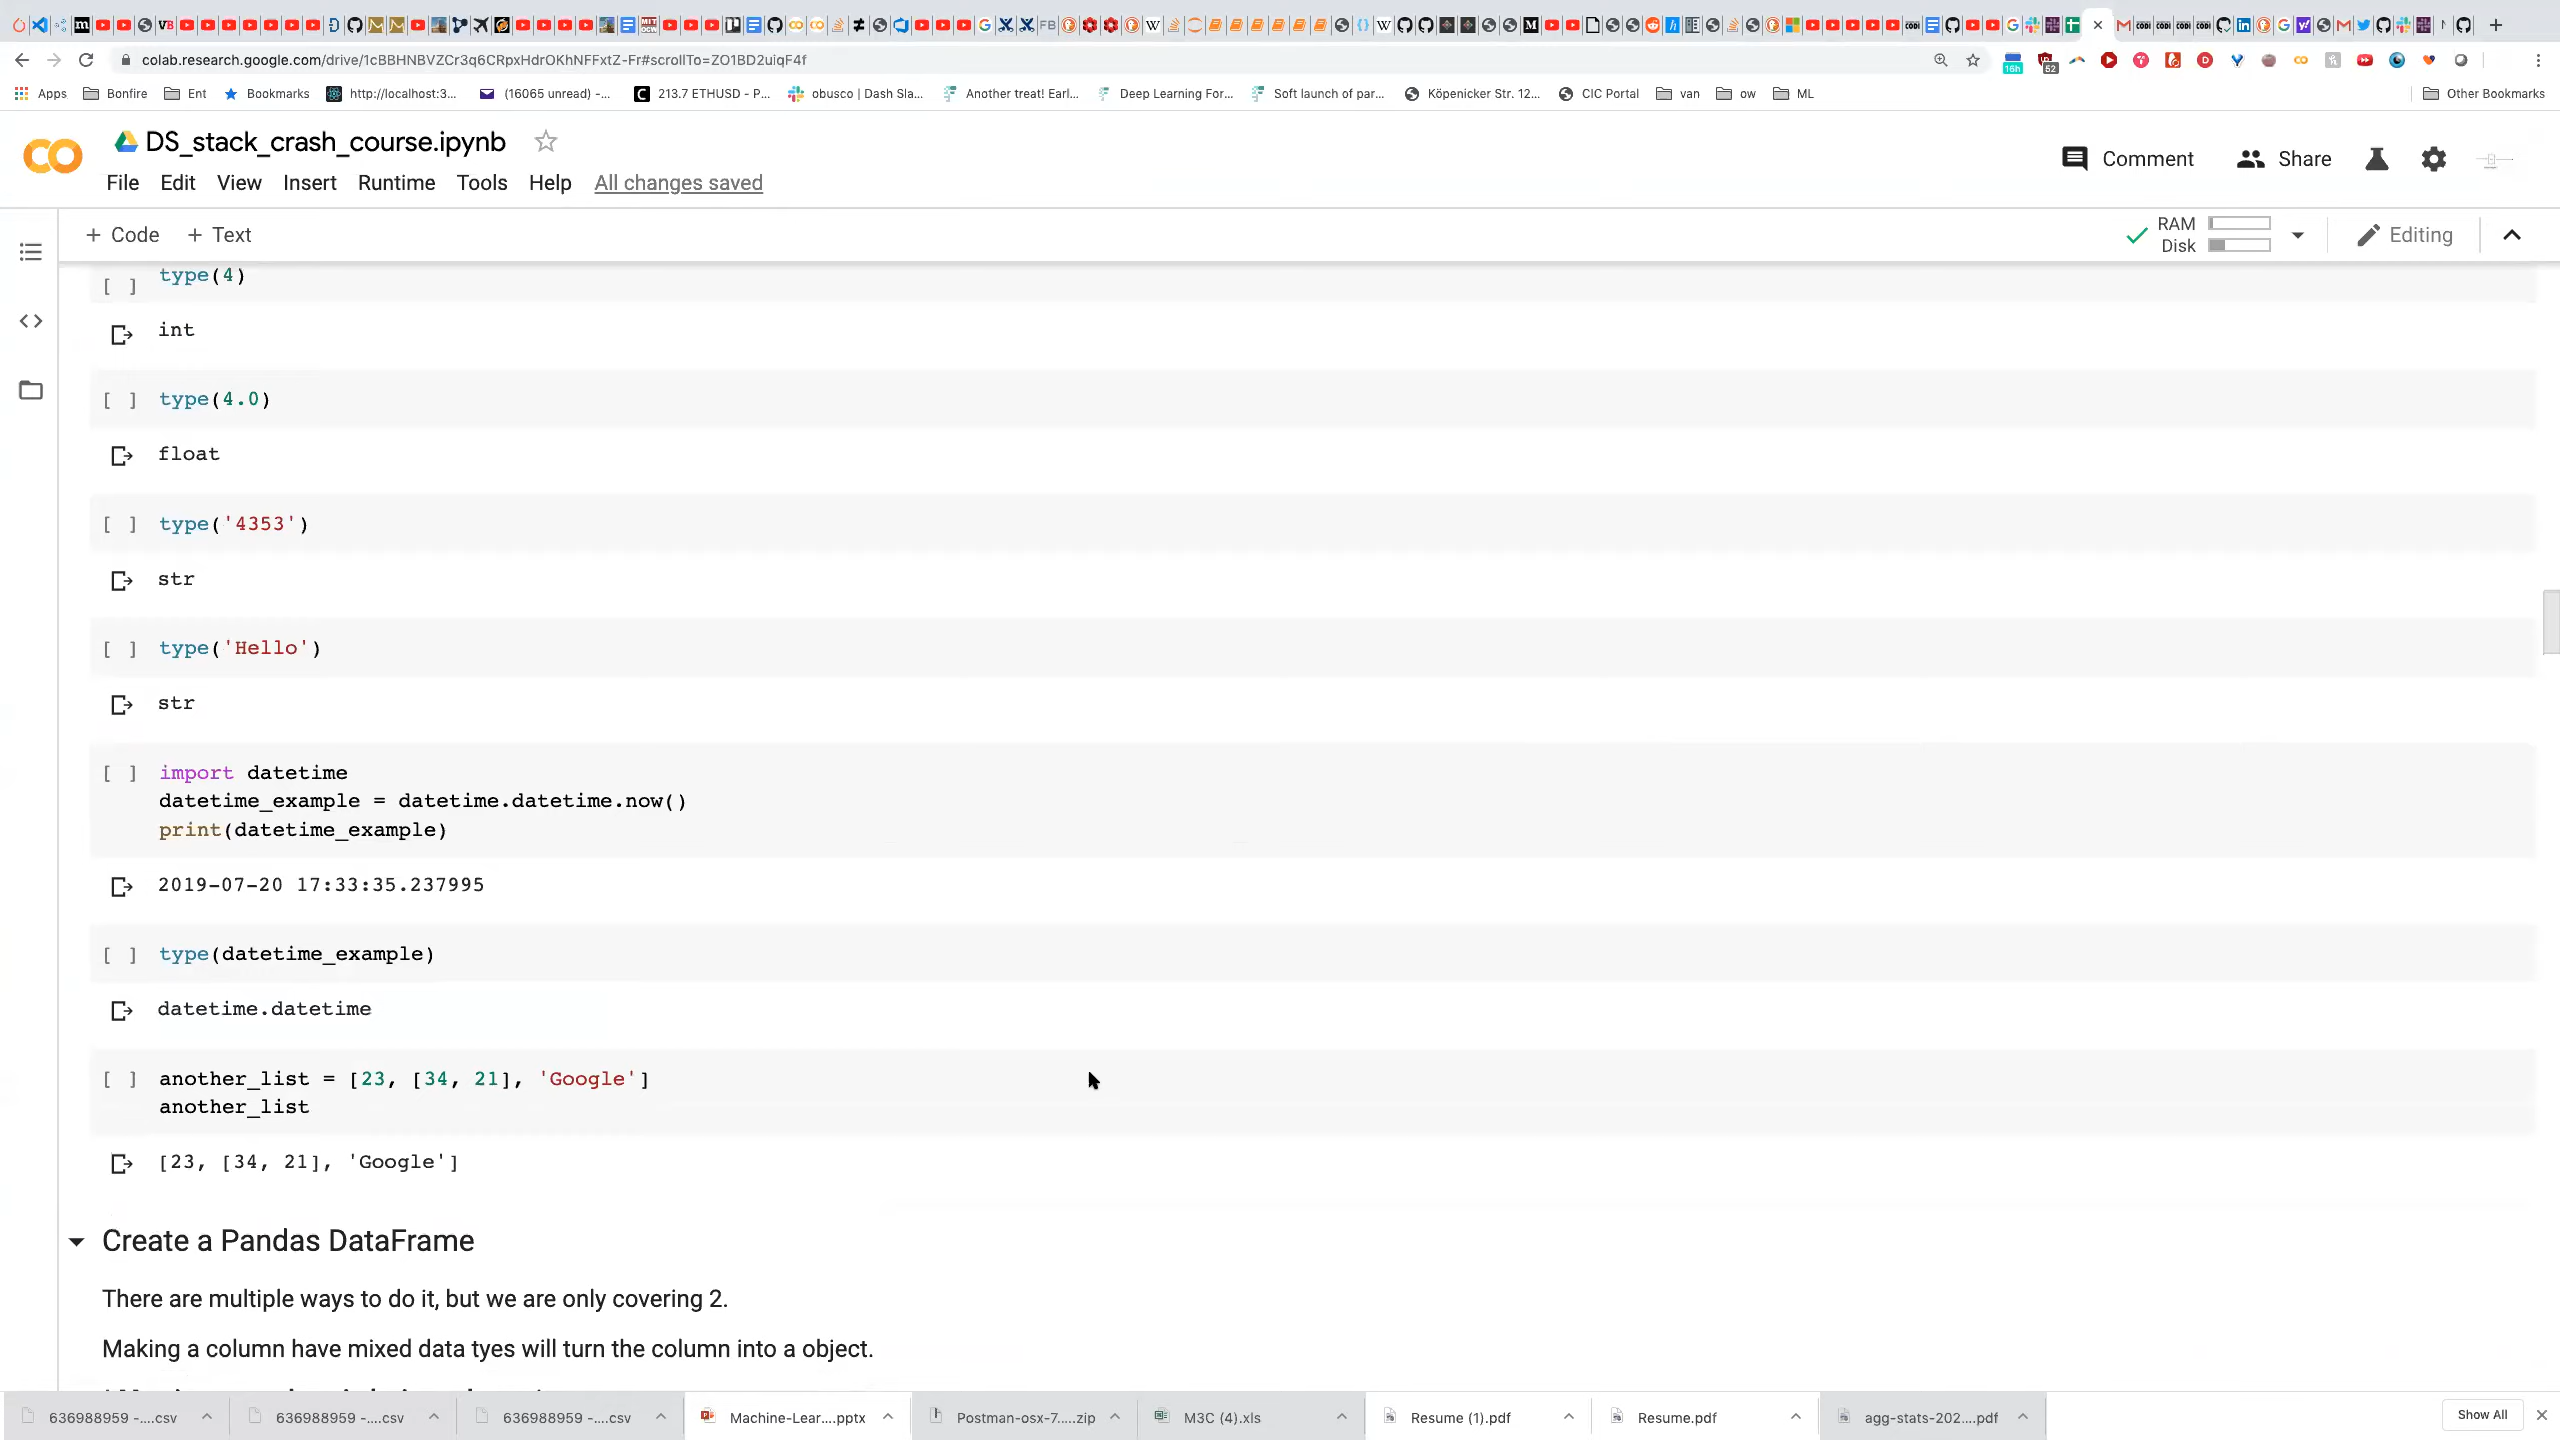 colab.research.google.com/drive/1cBBHNBVZCr3q6CRpxHdrOKhNFFxtZ-Fr#scrollTo=ZO1BD2uiqF4f
Apps Bonfire Ent Bookmarks http://localhost:3... (16065 unread) -... 213.7 ETHUSD - P... obusco | Dash Sla... Another treat! Earl... Deep Learning For... Soft launch of par... Köpenicker Str. 12... CIC Portal van ow ML Other Bookmarks
DS_stack_crash_course.ipynb
File Edit View Insert Runtime Tools Help All changes saved
Comment Share
+ Code + Text
RAM
Disk
Editing
[ ] type(4)
int
[ ] type(4.0)
float
[ ] type('4353')
str
[ ] type('Hello')
str
[ ] import datetime
datetime_example = datetime.datetime.now()
print(datetime_example)
2019-07-20 17:33:35.237995
[ ] type(datetime_example)
datetime.datetime
[ ] another_list = [23, [34, 21], 'Google']
another_list
[23, [34, 21], 'Google']
Create a Pandas DataFrame
There are multiple ways to do it, but we are only covering 2.
Making a column have mixed data tyes will turn the column into a object.
636988959 -....csv 636988959 -....csv 636988959 -....csv Machine-Lear....pptx Postman-osx-7.....zip M3C (4).xls Resume (1).pdf Resume.pdf agg-stats-202....pdf Show All